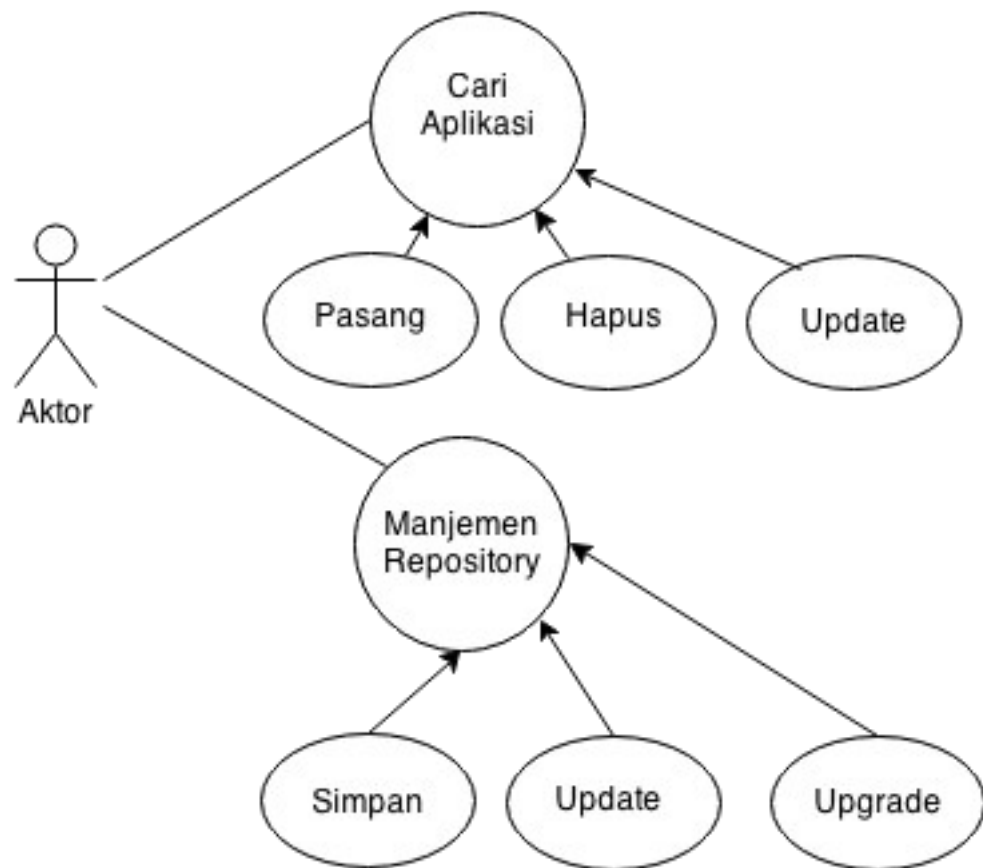 Cari
Aplikasi
Pasang
Hapus
Update
Aktor
Manjemen
Repository
Simpan
Update
Upgrade